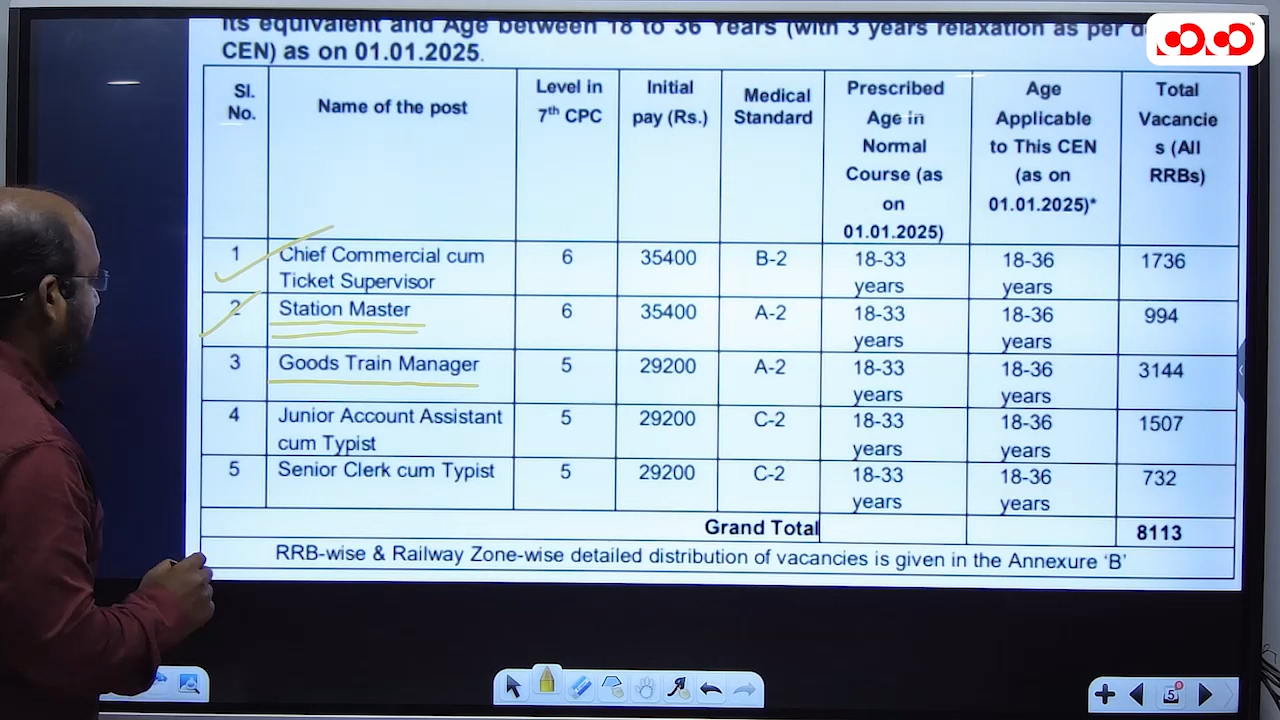 Its equivalent and Age between 18 to 36 Years (with 3 years relaxation as per
CEN) as on 01.01.2025.
Sl. No. Name of the post Level in 7th CPC Initial pay (Rs.) Medical Standard Prescribed Age in Normal Course (as on 01.01.2025) Age Applicable to This CEN (as on 01.01.2025)* Total Vacancie s (All RRBs)
1 Chief Commercial cum Ticket Supervisor 6 35400 B-2 18-33 years 18-36 years 1736
2 Station Master 6 35400 A-2 18-33 years 18-36 years 994
3 Goods Train Manager 5 29200 A-2 18-33 years 18-36 years 3144
4 Junior Account Assistant cum Typist 5 29200 C-2 18-33 years 18-36 years 1507
5 Senior Clerk cum Typist 5 29200 C-2 18-33 years 18-36 years 732
Grand Total 8113
RRB-wise & Railway Zone-wise detailed distribution of vacancies is given in the Annexure ‘B’
5